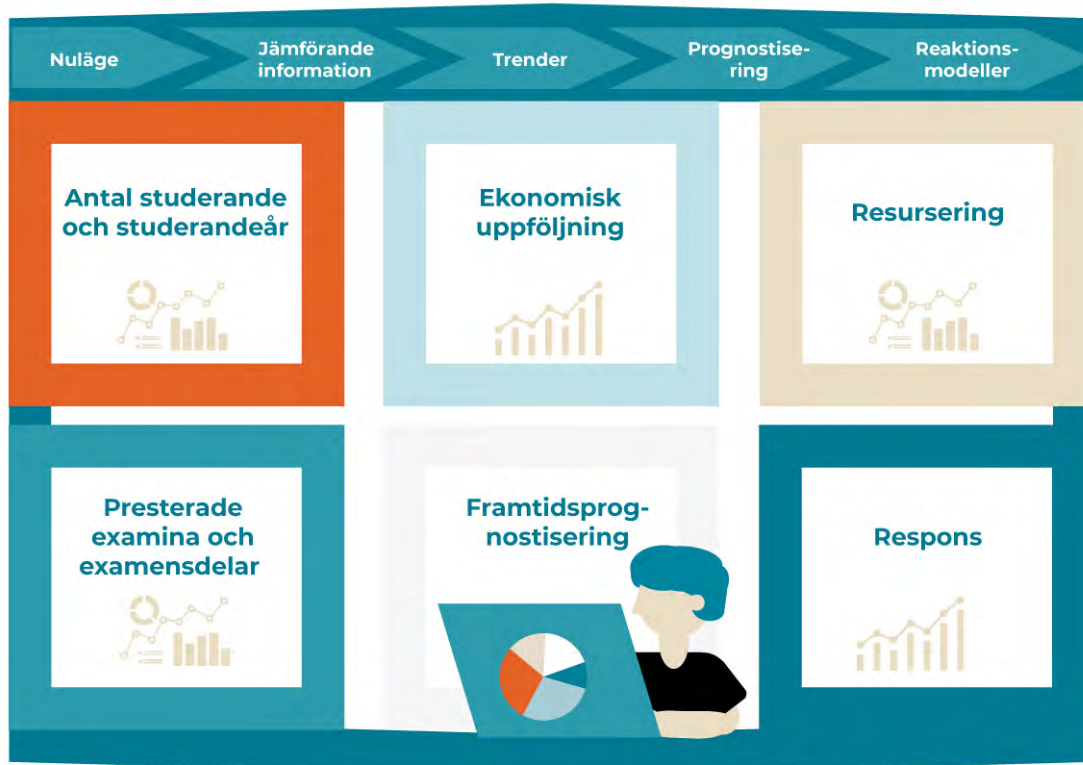 Nuläge
Jämförande
information
Trender
Prognostise-
ring
Reaktions-
modeller
Antal studerande
och studerandeår
Ekonomisk
uppföljning
Resursering
Presterade
examina och
examensdelar
Framtidsprog-
nostisering
Respons